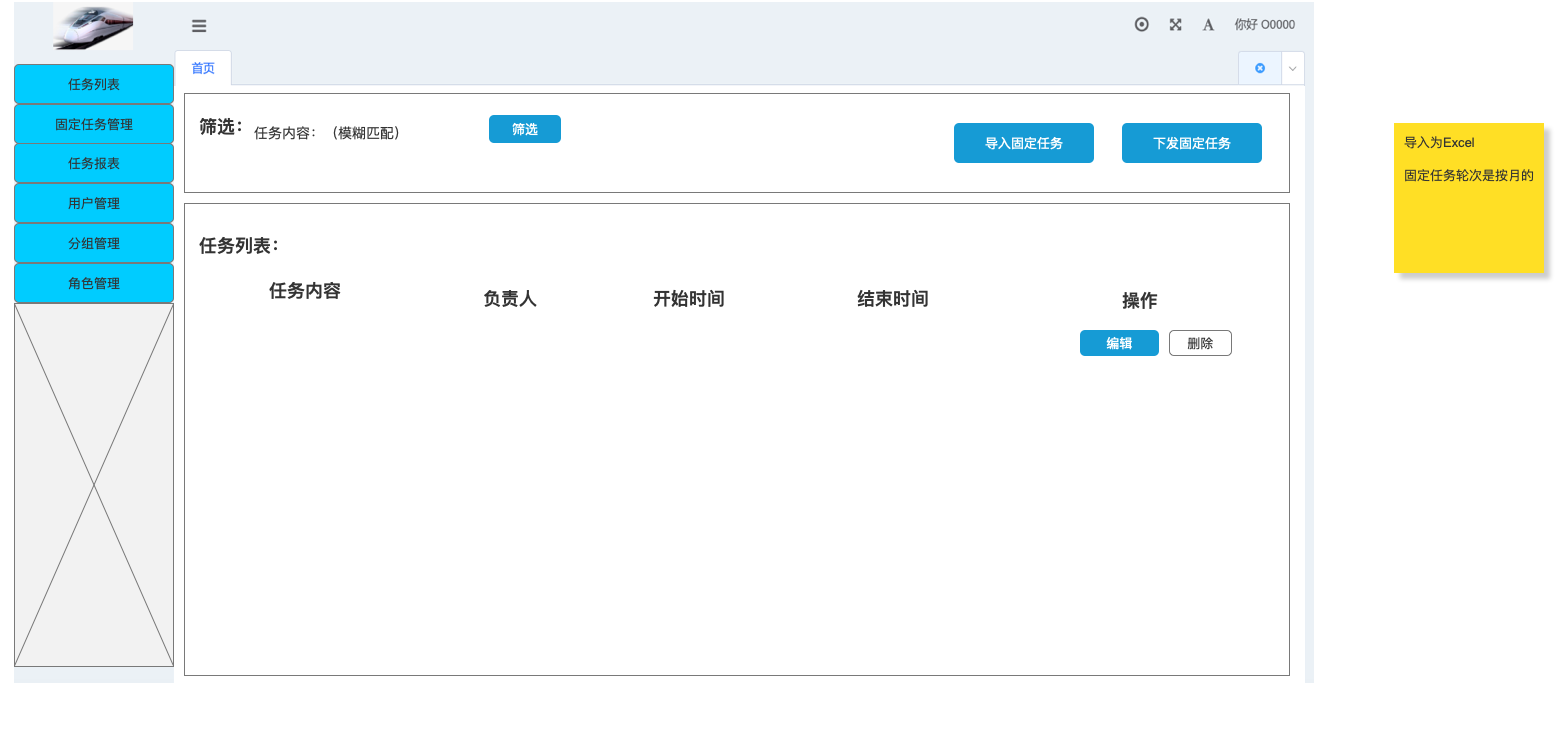 A
你好 O0000
首页
任务列表
固定任务管理
任务报表
用户管理
分组管理
角色管理
筛选：
任务内容：（模糊匹配）
筛选
导入固定任务
下发固定任务
任务列表：
任务内容
负责人
开始时间
结束时间
操作
编辑
删除
导入为Excel
固定任务轮次是按月的